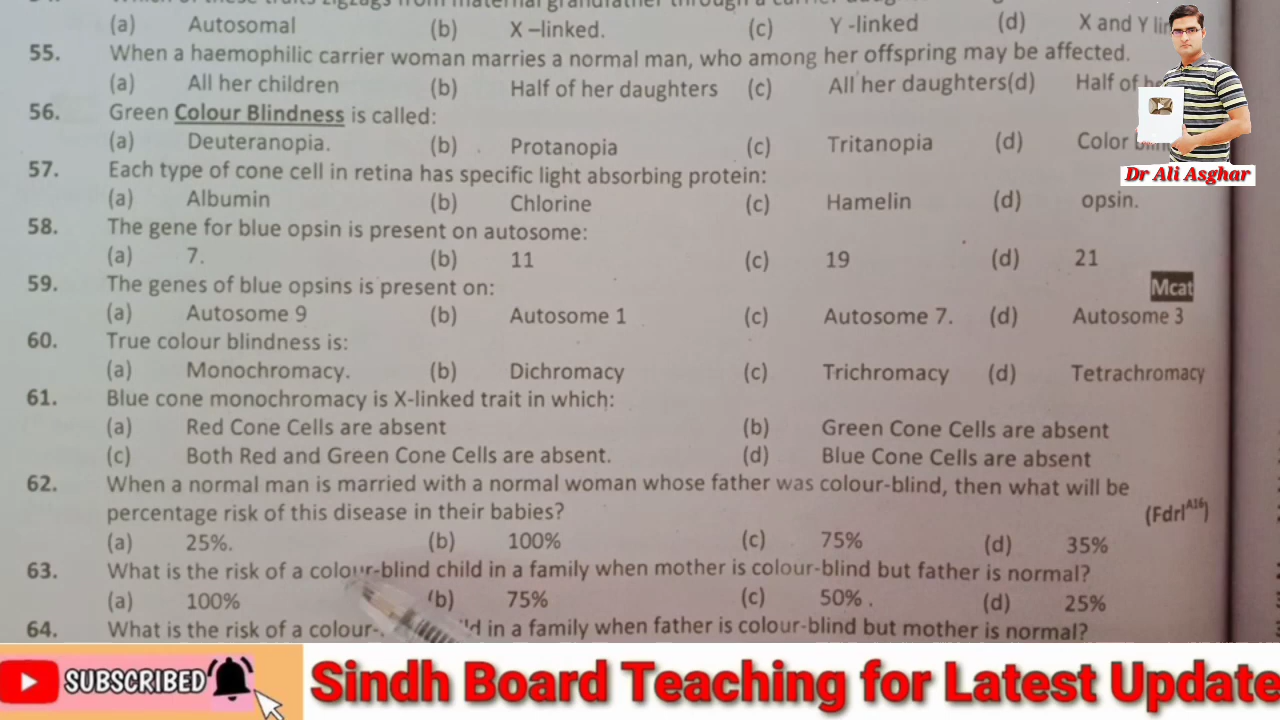 of these traits zigzags from maternal grandfather through a carrier
(a) Autosomal (b) X –linked. (c) Y -linked (d) X and Y
55. When a haemophilic carrier woman marries a normal man, who among her offspring may be affected.
(a) All her children (b) Half of her daughters (c) All her daughters(d) Half of
56. Green Colour Blindness is called:
(a) Deuteranopia. (b) Protanopia (c) Tritanopia (d) Color
57. Each type of cone cell in retina has specific light absorbing protein:
(a) Albumin (b) Chlorine (c) Hamelin (d) opsin.
58. The gene for blue opsin is present on autosome:
(a) 7. (b) 11 (c) 19 (d) 21
59. The genes of blue opsins is present on: Mcat
(a) Autosome 9 (b) Autosome 1 (c) Autosome 7. (d) Autosome 3
60. True colour blindness is:
(a) Monochromacy. (b) Dichromacy (c) Trichromacy (d) Tetrachromacy
61. Blue cone monochromacy is X-linked trait in which:
(a) Red Cone Cells are absent (b) Green Cone Cells are absent
(c) Both Red and Green Cone Cells are absent. (d) Blue Cone Cells are absent
62. When a normal man is married with a normal woman whose father was colour-blind, then what will be
percentage risk of this disease in their babies? (Fdrl^A16)
(a) 25%. (b) 100% (c) 75% (d) 35%
63. What is the risk of a colour-blind child in a family when mother is colour-blind but father is normal?
(a) 100% (b) 75% (c) 50% . (d) 25%
64. What is the risk of a colour- in a family when father is colour-blind but mother is normal?
Dr Ali Asghar
SUBSCRIBED Sindh Board Teaching for Latest Update